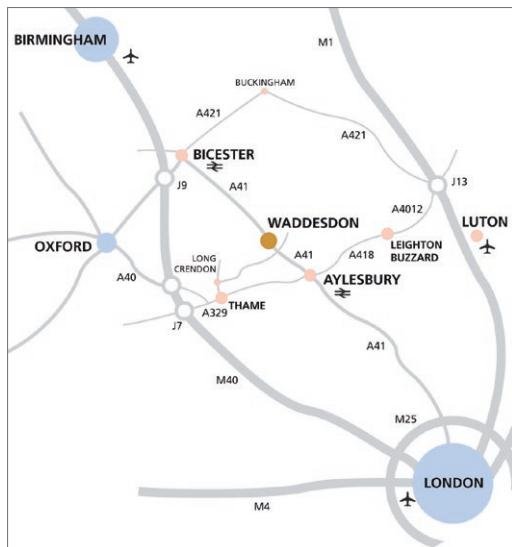 M1
BIRMINGHAM
BUCKINGHAM
A421
A421
BICESTER
J9
A41
J13
A4012
WADDESDON
LUTON
OXFORD
LONG
CRENDON
A41
A418
LEIGHTON
BUZZARD
A40
AYLESBURY
THAME
A329
J7
A41
M40
M25
LONDON
M4